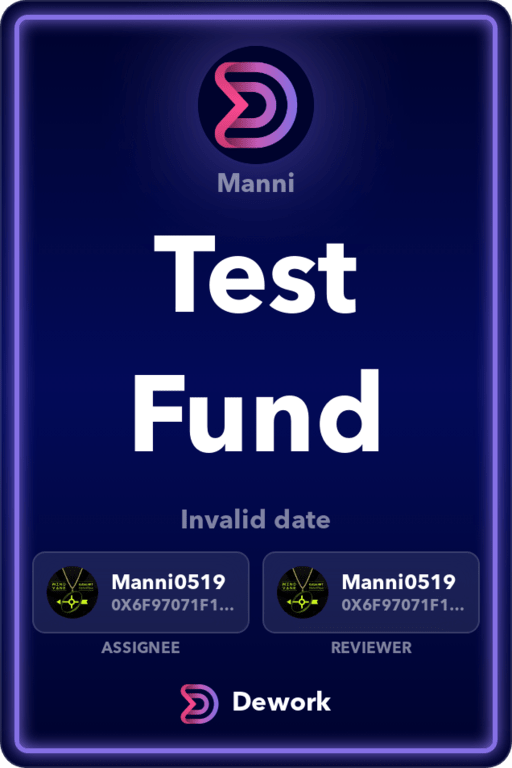 Manni
Test
Fund
Invalid date
Manni0519
0X6F97071F1...
Manni0519
0X6F97071F1...
ASSIGNEE
REVIEWER
Dework